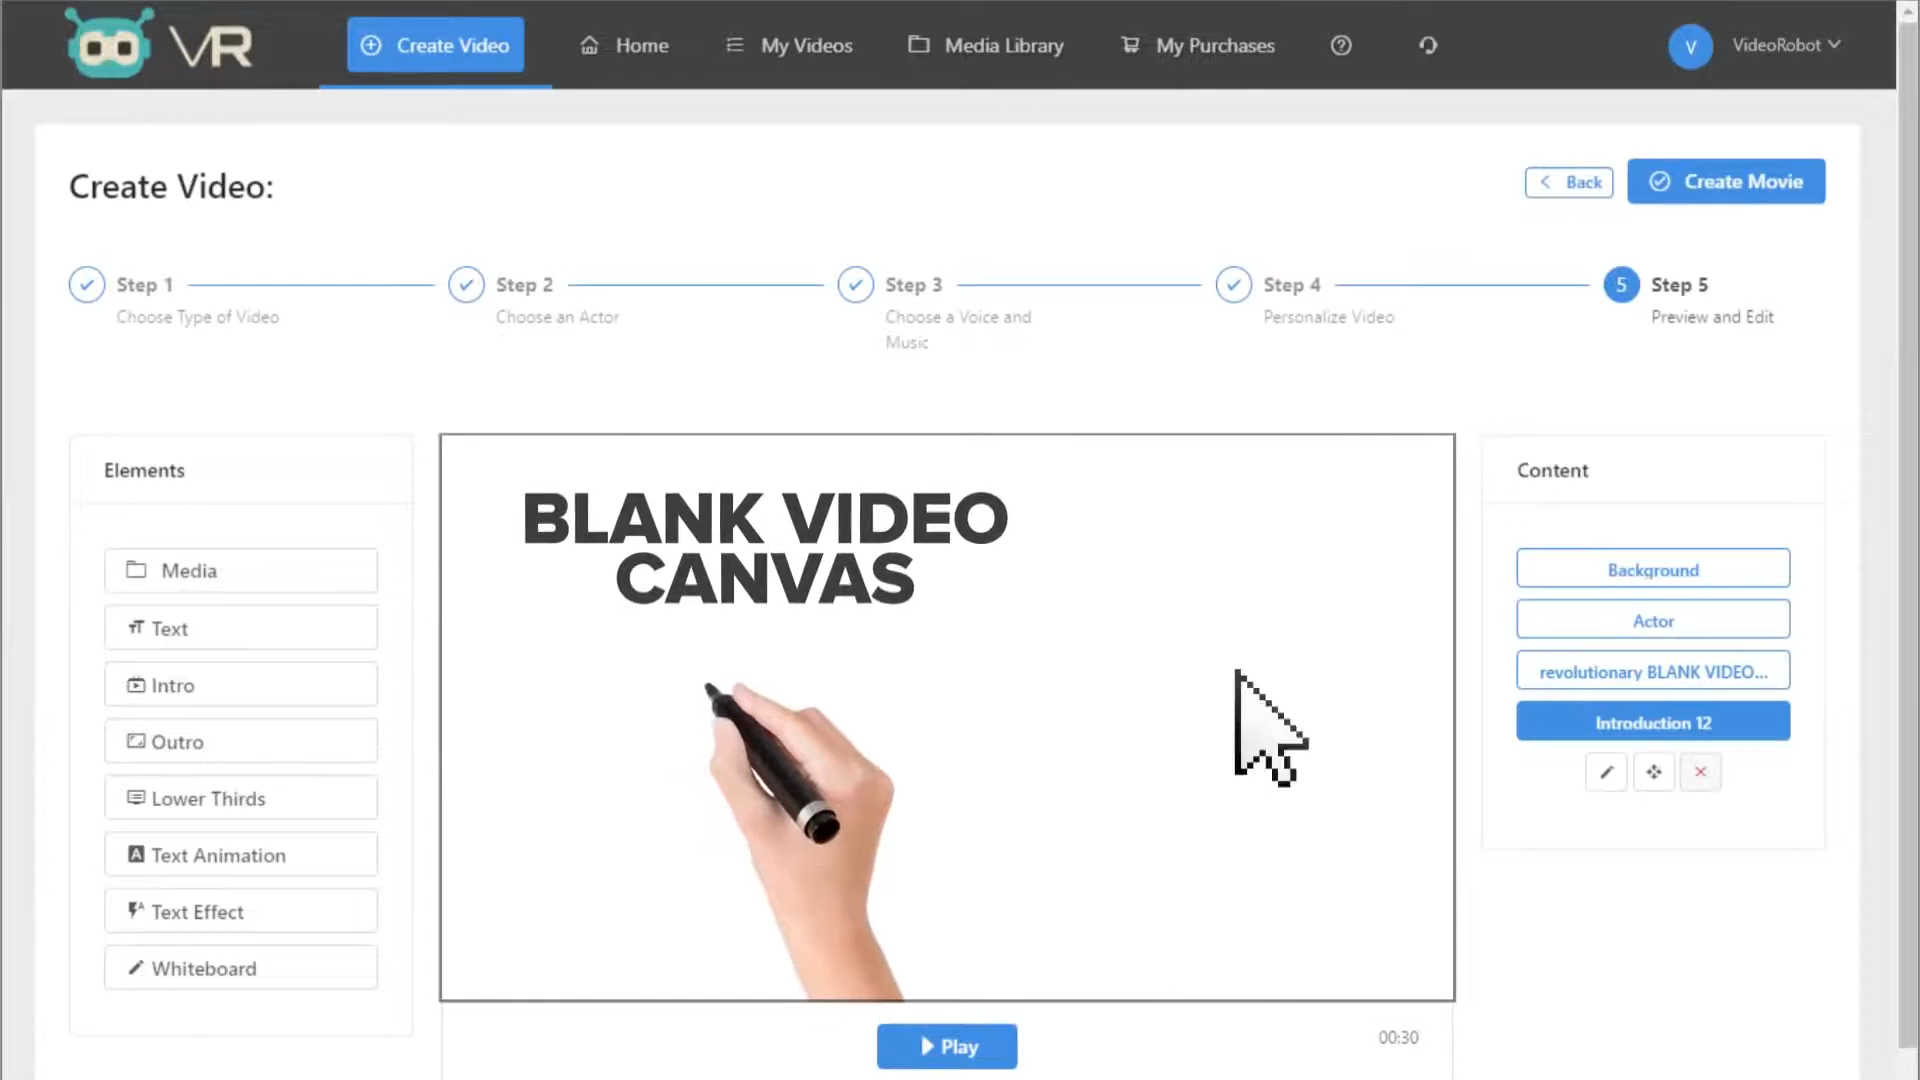 VR
Create Video
Home
My Videos
Media Library
My Purchases
V
VideoRobot
Create Video:
Back
Create Movie
Step 1
Choose Type of Video
Step 2
Choose an Actor
Step 3
Choose a Voice and
Music
Step 4
Personalize Video
5
Step 5
Preview and Edit
Elements
Media
Text
Intro
Outro
Lower Thirds
Text Animation
Text Effect
Whiteboard
BLANK VIDEO
CANVAS
Play
00:30
Content
Background
Actor
revolutionary BLANK VIDEO...
Introduction 12